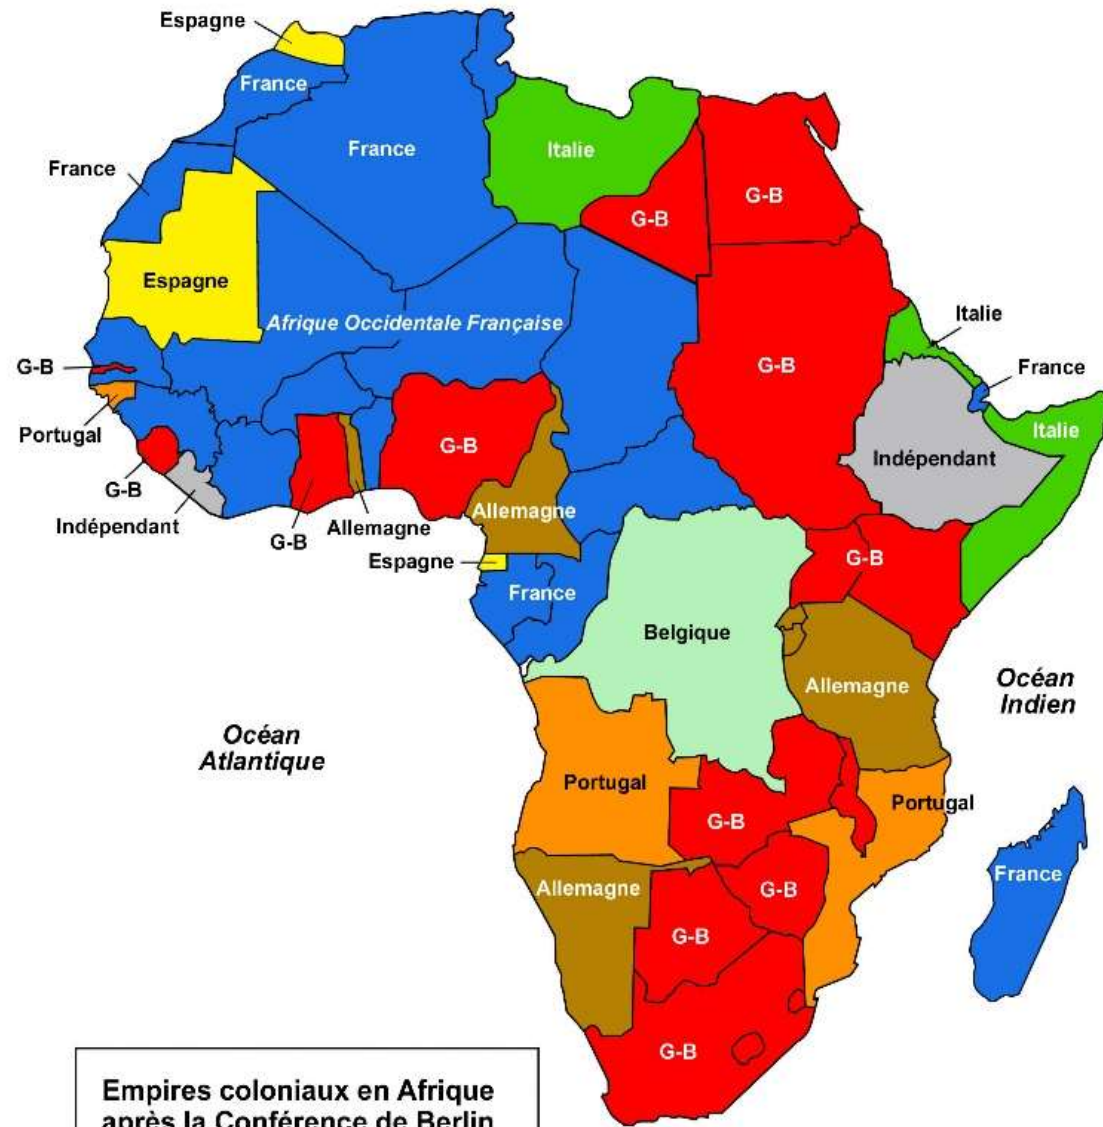 Espagne
France
France
France
Italie
G-B
G-B
Espagne
Afrique Occidentale Française
Italie
G-B
G-B
France
Portugal
Italie
G-B
Indépendant
G-B
Allemagne
Indépendant
Allemagne
G-B
G-B
Espagne
France
Belgique
Allemagne
Océan
Indien
Océan
Atlantique
Portugal
Portugal
G-B
France
Allemagne
G-B
G-B
G-B
Empires coloniaux en Afrique
après la Conférence de Berlin